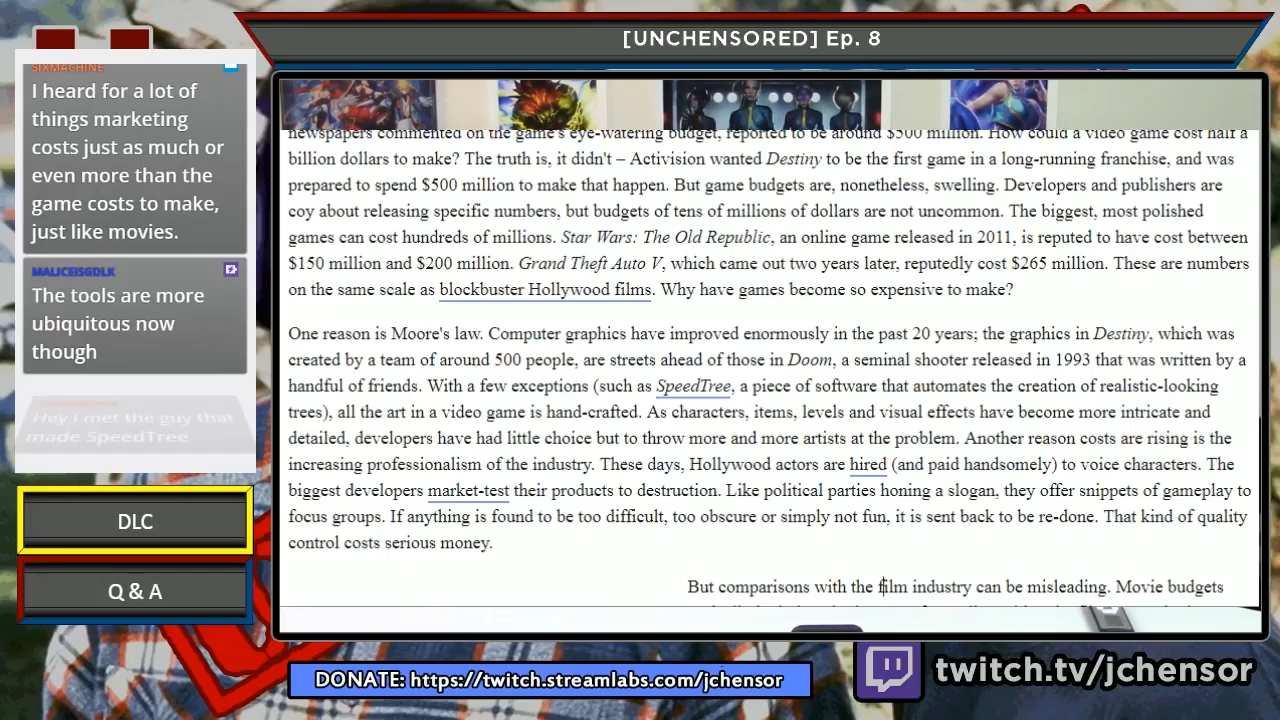 [UNCHENSORED] Ep. 8
SIXMACHINE
I heard for a lot of
things marketing
costs just as much or
even more than the
game costs to make,
just like movies.
MALICEISGDLK
The tools are more
ubiquitous now
though
Hey I met the guy that
made SpeedTree
DLC
Q & A
newspapers commented on the game's eye-watering budget, reported to be around $500 million. How could a video game cost half a
billion dollars to make? The truth is, it didn't – Activision wanted Destiny to be the first game in a long-running franchise, and was
prepared to spend $500 million to make that happen. But game budgets are, nonetheless, swelling. Developers and publishers are
coy about releasing specific numbers, but budgets of tens of millions of dollars are not uncommon. The biggest, most polished
games can cost hundreds of millions. Star Wars: The Old Republic, an online game released in 2011, is reputed to have cost between
$150 million and $200 million. Grand Theft Auto V, which came out two years later, reputedly cost $265 million. These are numbers
on the same scale as blockbuster Hollywood films. Why have games become so expensive to make?
One reason is Moore's law. Computer graphics have improved enormously in the past 20 years; the graphics in Destiny, which was
created by a team of around 500 people, are streets ahead of those in Doom, a seminal shooter released in 1993 that was written by a
handful of friends. With a few exceptions (such as SpeedTree, a piece of software that automates the creation of realistic-looking
trees), all the art in a video game is hand-crafted. As characters, items, levels and visual effects have become more intricate and
detailed, developers have had little choice but to throw more and more artists at the problem. Another reason costs are rising is the
increasing professionalism of the industry. These days, Hollywood actors are hired (and paid handsomely) to voice characters. The
biggest developers market-test their products to destruction. Like political parties honing a slogan, they offer snippets of gameplay to
focus groups. If anything is found to be too difficult, too obscure or simply not fun, it is sent back to be re-done. That kind of quality
control costs serious money.
But comparisons with the film industry can be misleading. Movie budgets
DONATE: https://twitch.streamlabs.com/jchensor
twitch.tv/jchensor